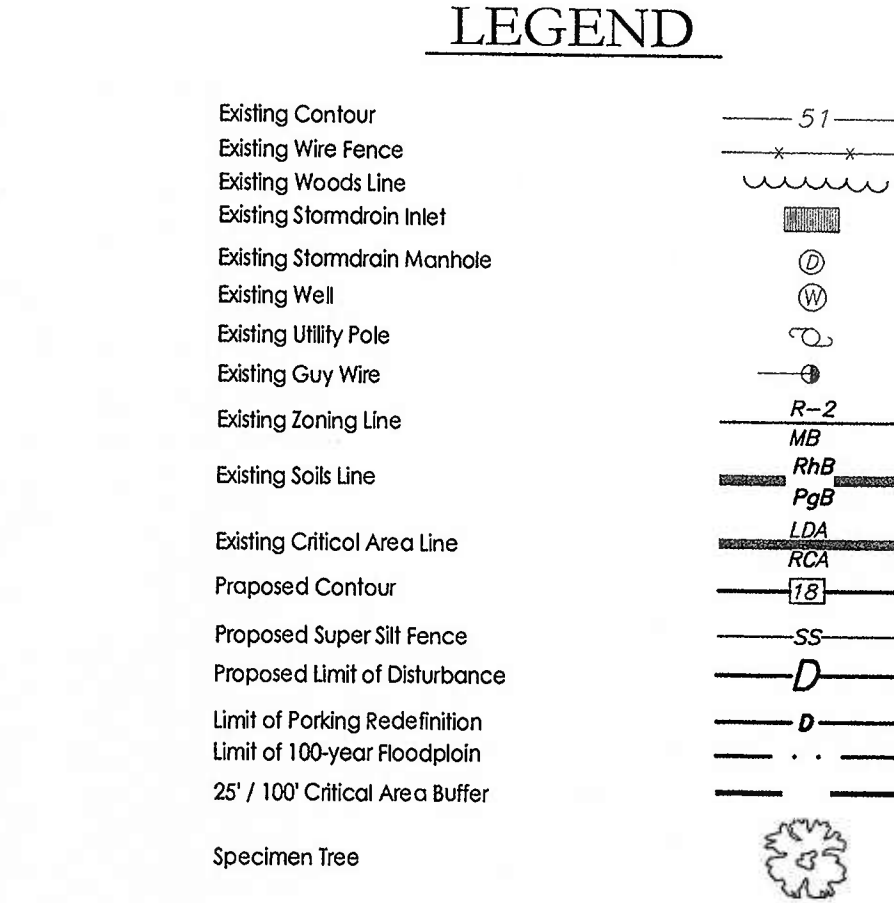 LEGEND
Existing Contour 51
Existing Wire Fence
Existing Woods Line
Existing Stormdroin Inlet
Existing Stormdrain Manhole D
Existing Well W
Existing Utility Pole
Existing Guy Wire
Existing Zoning Line R-2
MB
Existing Soils Line RhB
PgB
Existing Criticol Area Line LDA
RCA
Praposed Contour 18
Proposed Super Silt Fence SS
Proposed Limit of Disturbance D
Limit of Porking Redefinition D
Limit of 100-year Floodploin
25' / 100' Critical Area Buffer
Specimen Tree